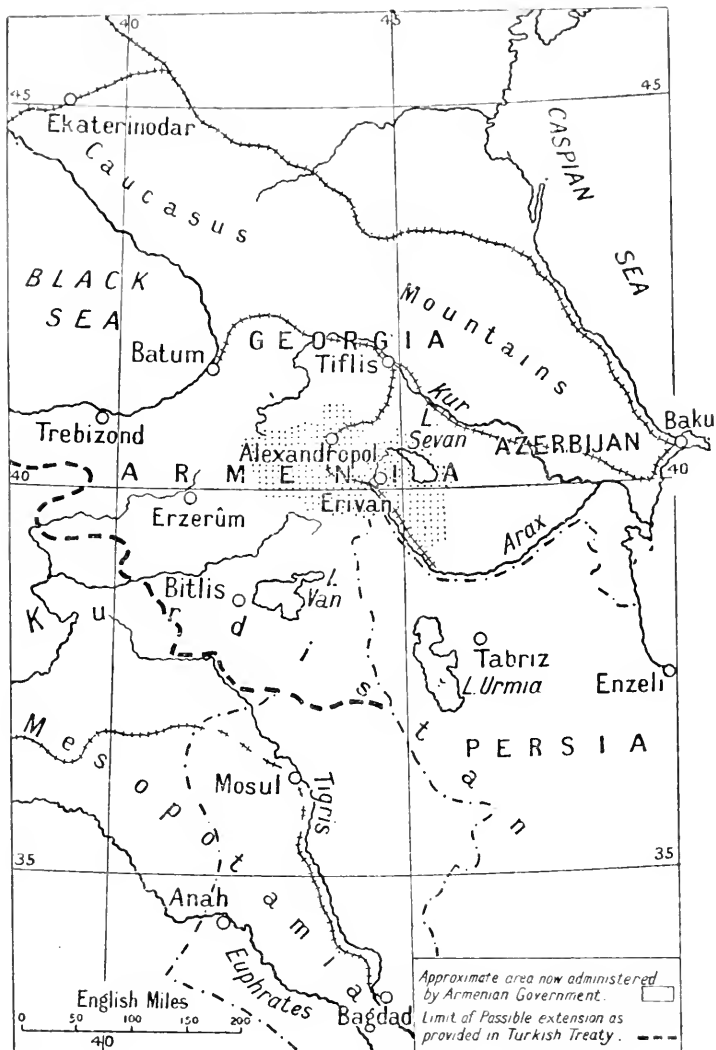 40
45
45
45
Ekaterinodar
Caucasus
CASPIAN
SEA
BLACK
SEA
Mountains
GEORGIA
Batum
Tiflis
Kur
L.
Sevan
Baku
Trebizond
Alexandropol
AZERBIJAN
40
ARMENIA
40
Erzerûm
Erivan
Arax
Bitlis
L.
Van
Kurdistan
Tabriz
L. Urmia
Enzeli
PERSIA
Mesopotamia
Mosul
Tigris
35
35
Anah
Euphrates
Bagdad
English Miles
0 50 100 150 200
40
Approximate area now administered
by Armenian Government.
Limit of Passible extension as
provided in Turkish Treaty.